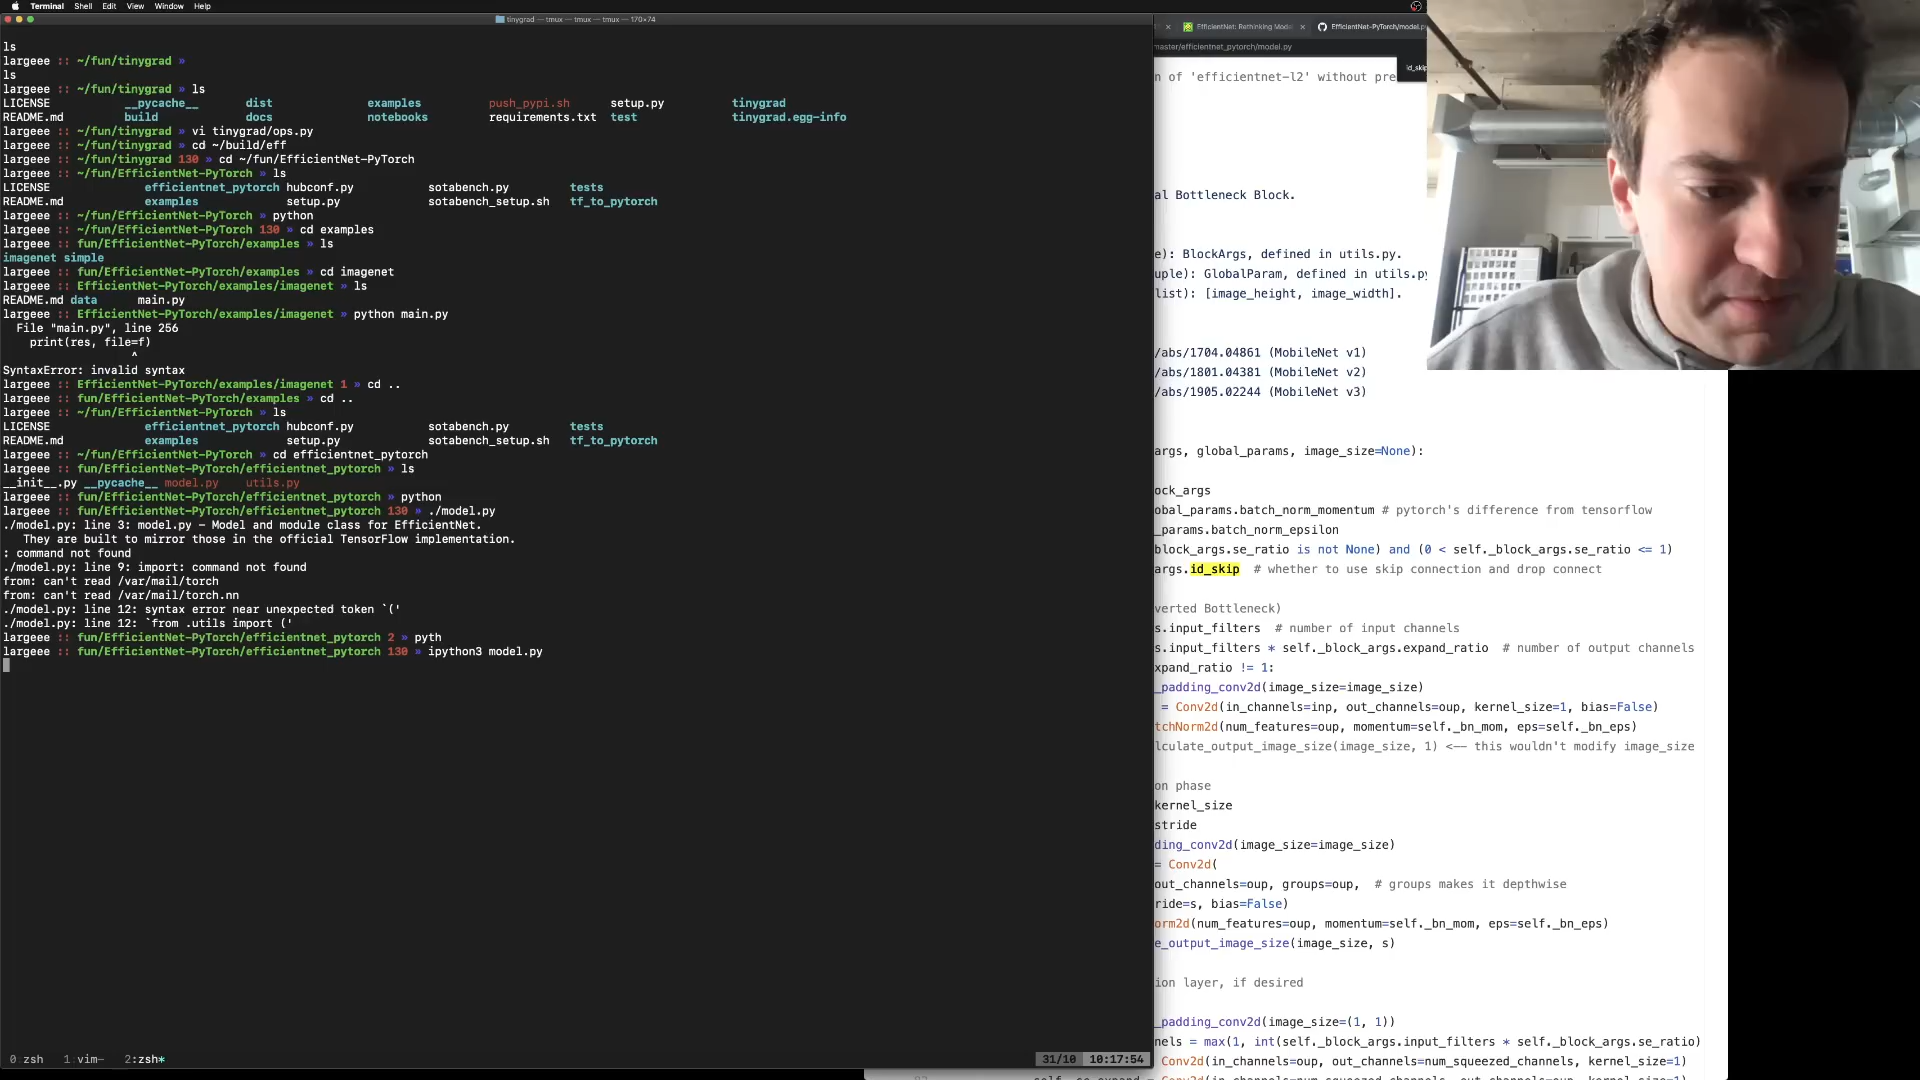 Terminal Shell Edit View Window Help
tinygrad — tmux — tmux — tmux — 170×74
ls
largeee :: ~/fun/tinygrad »
ls
largeee :: ~/fun/tinygrad » ls
LICENSE __pycache__ dist examples push_pypi.sh setup.py tinygrad
README.md build docs notebooks requirements.txt test tinygrad.egg-info
largeee :: ~/fun/tinygrad » vi tinygrad/ops.py
largeee :: ~/fun/tinygrad » cd ~/build/eff
largeee :: ~/fun/tinygrad 130 » cd ~/fun/EfficientNet-PyTorch
largeee :: ~/fun/EfficientNet-PyTorch » ls
LICENSE efficientnet_pytorch hubconf.py sotabench.py tests
README.md examples setup.py sotabench_setup.sh tf_to_pytorch
largeee :: ~/fun/EfficientNet-PyTorch » python
largeee :: ~/fun/EfficientNet-PyTorch 130 » cd examples
largeee :: fun/EfficientNet-PyTorch/examples » ls
imagenet simple
largeee :: fun/EfficientNet-PyTorch/examples » cd imagenet
largeee :: EfficientNet-PyTorch/examples/imagenet » ls
README.md data main.py
largeee :: EfficientNet-PyTorch/examples/imagenet » python main.py
File "main.py", line 256
print(res, file=f)
^
SyntaxError: invalid syntax
largeee :: EfficientNet-PyTorch/examples/imagenet 1 » cd ..
largeee :: fun/EfficientNet-PyTorch/examples » cd ..
largeee :: ~/fun/EfficientNet-PyTorch » ls
LICENSE efficientnet_pytorch hubconf.py sotabench.py tests
README.md examples setup.py sotabench_setup.sh tf_to_pytorch
largeee :: ~/fun/EfficientNet-PyTorch » cd efficientnet_pytorch
largeee :: fun/EfficientNet-PyTorch/efficientnet_pytorch » ls
__init__.py __pycache__ model.py utils.py
largeee :: fun/EfficientNet-PyTorch/efficientnet_pytorch » python
largeee :: fun/EfficientNet-PyTorch/efficientnet_pytorch 130 » ./model.py
./model.py: line 3: model.py - Model and module class for EfficientNet.
They are built to mirror those in the official TensorFlow implementation.
: command not found
./model.py: line 9: import: command not found
from: can't read /var/mail/torch
from: can't read /var/mail/torch.nn
./model.py: line 12: syntax error near unexpected token `('
./model.py: line 12: `from .utils import ('
largeee :: fun/EfficientNet-PyTorch/efficientnet_pytorch 2 » pyth
largeee :: fun/EfficientNet-PyTorch/efficientnet_pytorch 130 » ipython3 model.py
0 zsh 1:vim- 2:zsh*
31/10 10:17:54
EfficientNet: Rethinking Mode
EfficientNet-PyTorch/model.py
master/efficientnet_pytorch/model.py
id_skip
n of 'efficientnet-l2' without pre
al Bottleneck Block.
e): BlockArgs, defined in utils.py.
uple): GlobalParam, defined in utils.py
list): [image_height, image_width].
/abs/1704.04861 (MobileNet v1)
/abs/1801.04381 (MobileNet v2)
/abs/1905.02244 (MobileNet v3)
args, global_params, image_size=None):
ock_args
obal_params.batch_norm_momentum # pytorch's difference from tensorflow
_params.batch_norm_epsilon
block_args.se_ratio is not None) and (0 < self._block_args.se_ratio <= 1)
args.id_skip # whether to use skip connection and drop connect
verted Bottleneck)
s.input_filters # number of input channels
s.input_filters * self._block_args.expand_ratio # number of output channels
xpand_ratio != 1:
_padding_conv2d(image_size=image_size)
= Conv2d(in_channels=inp, out_channels=oup, kernel_size=1, bias=False)
tchNorm2d(num_features=oup, momentum=self._bn_mom, eps=self._bn_eps)
lculate_output_image_size(image_size, 1) <-- this wouldn't modify image_size
on phase
kernel_size
stride
ding_conv2d(image_size=image_size)
= Conv2d(
out_channels=oup, groups=oup, # groups makes it depthwise
ride=s, bias=False)
orm2d(num_features=oup, momentum=self._bn_mom, eps=self._bn_eps)
e_output_image_size(image_size, s)
ion layer, if desired
_padding_conv2d(image_size=(1, 1))
nels = max(1, int(self._block_args.input_filters * self._block_args.se_ratio)
Conv2d(in_channels=oup, out_channels=num_squeezed_channels, kernel_size=1)